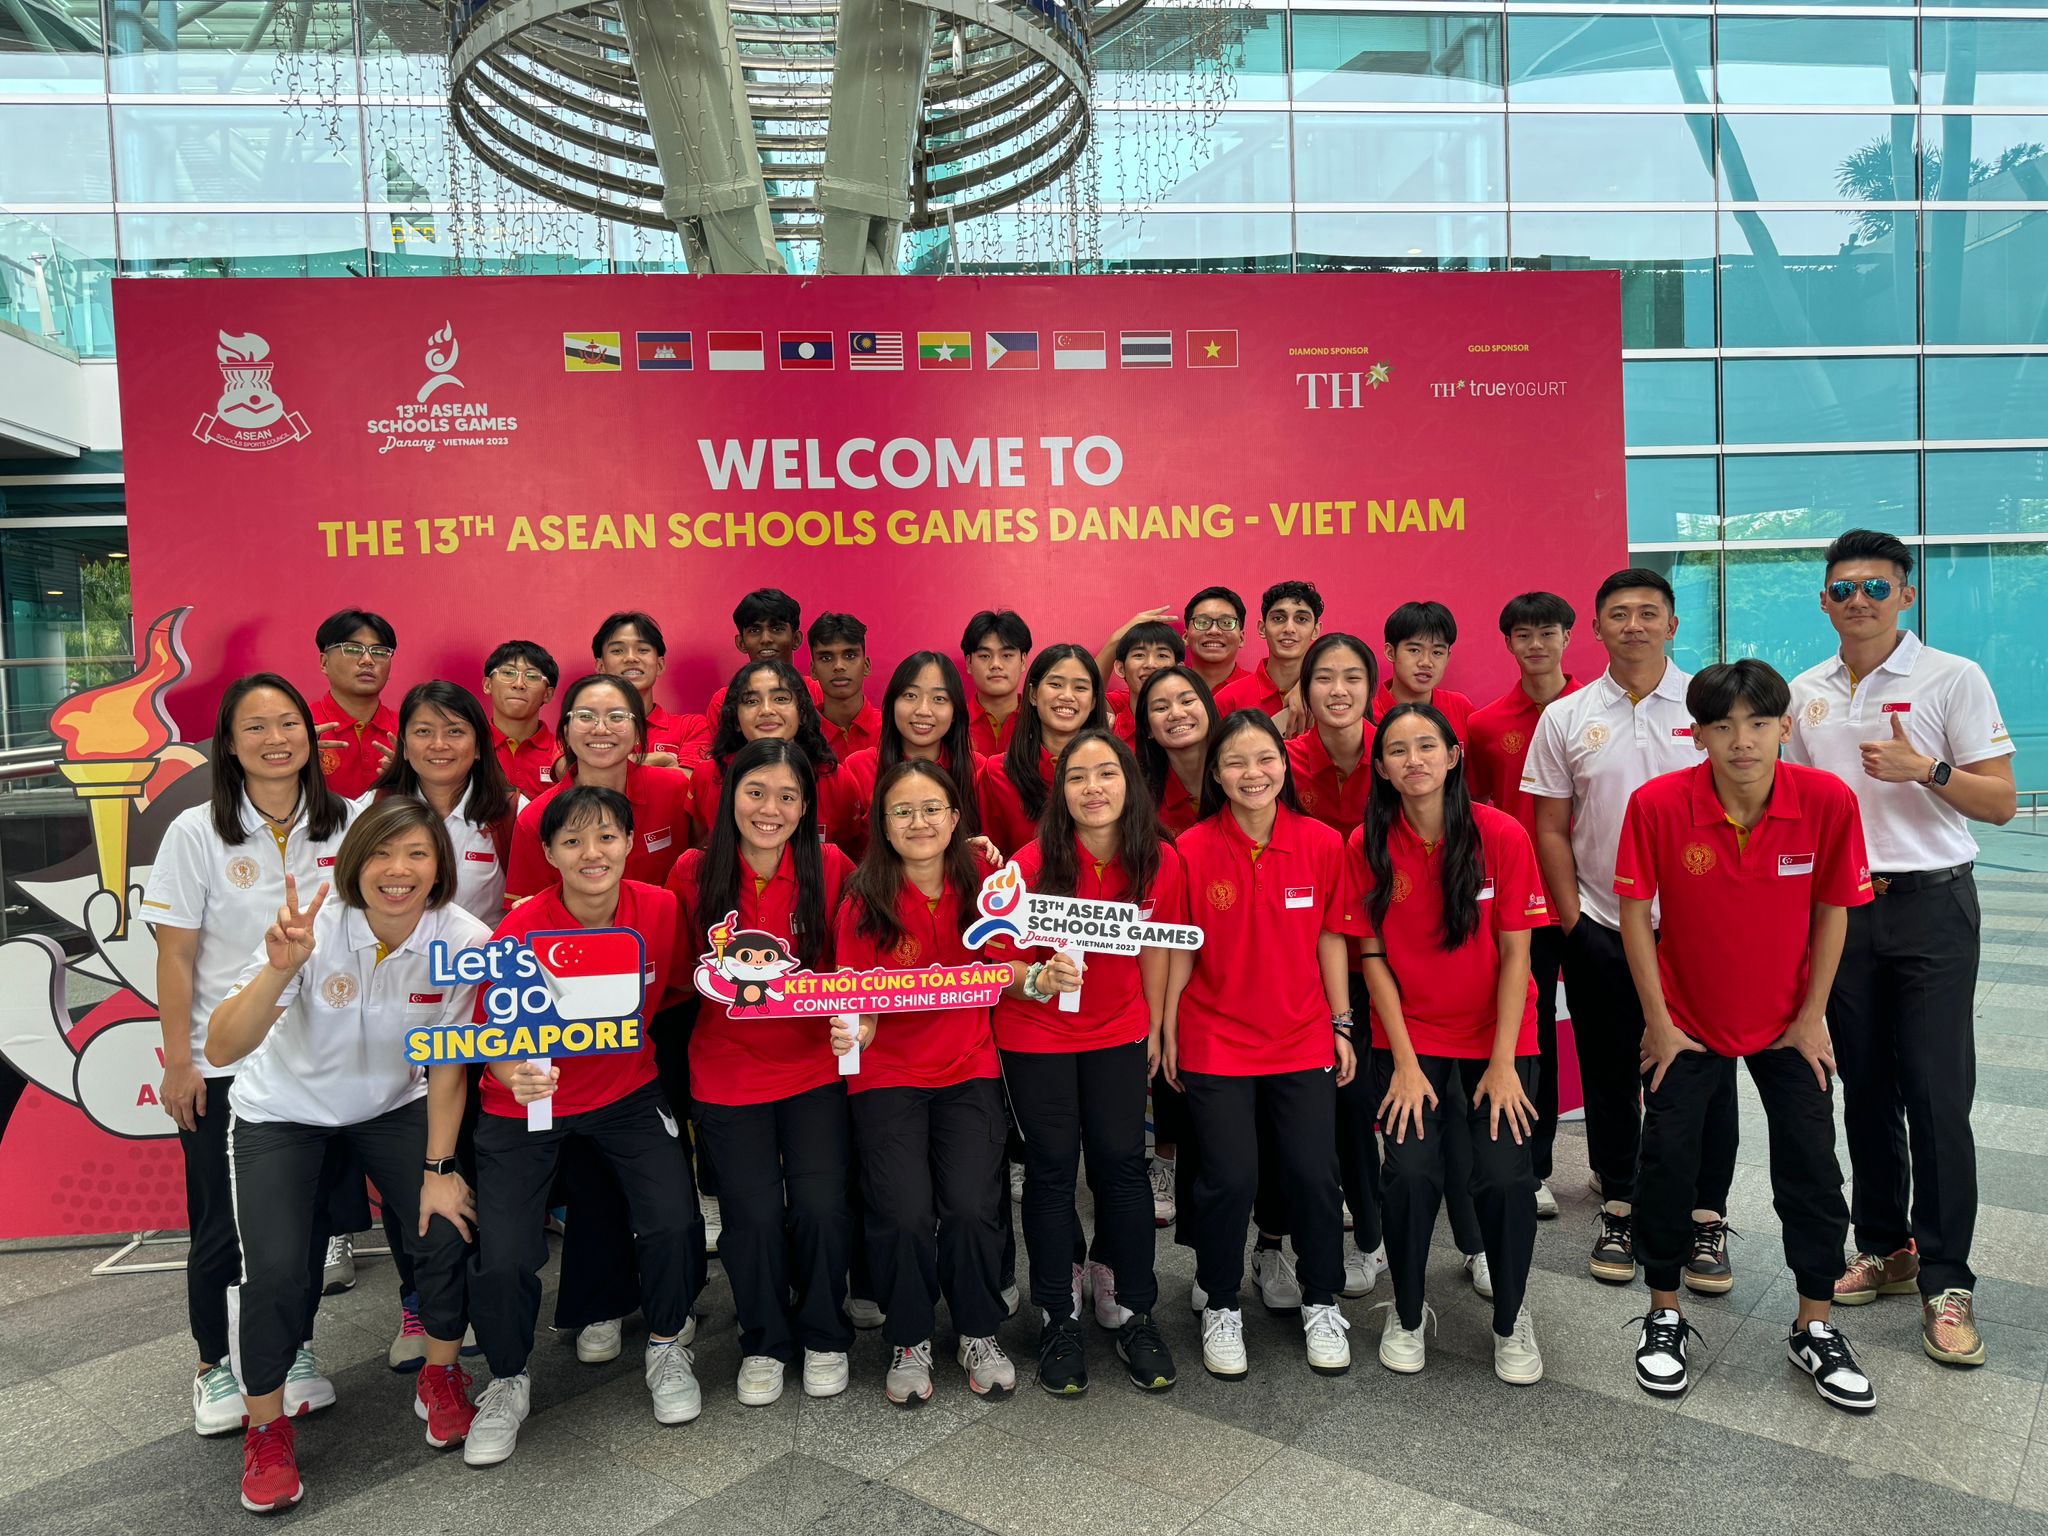 ASEAN
SCHOOLS SPORTS COUNCIL
13TH ASEAN
SCHOOLS GAMES
Danang - VIETNAM 2023
DIAMOND SPONSOR
TH
GOLD SPONSOR
TH trueYOGURT
WELCOME TO
THE 13TH ASEAN SCHOOLS GAMES DANANG - VIET NAM
Let's
go
SINGAPORE
KẾT NỐI CÙNG TỎA SÁNG
CONNECT TO SHINE BRIGHT
13TH ASEAN
SCHOOLS GAMES
Danang - VIETNAM 2023